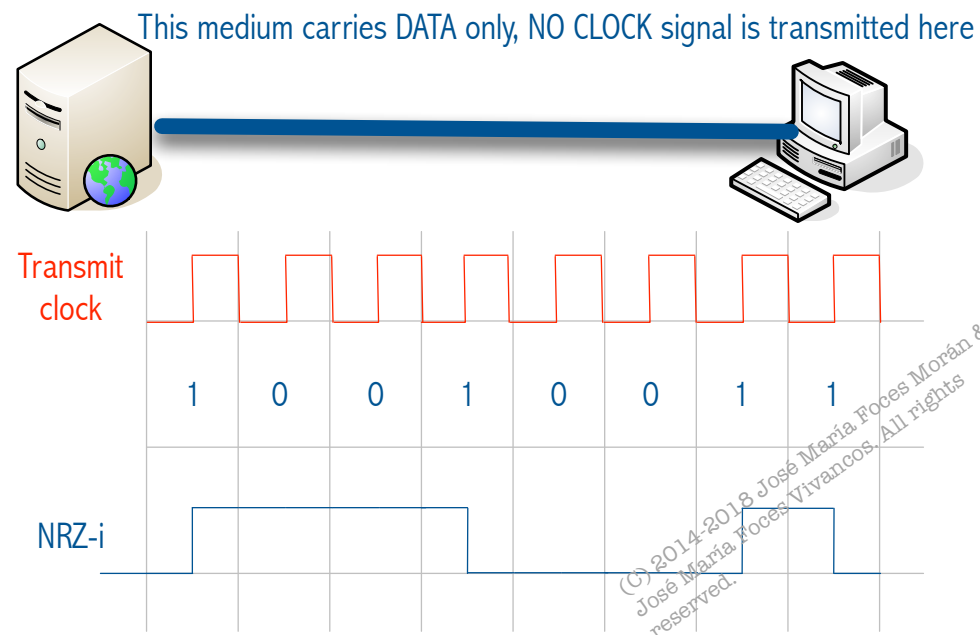 This medium carries DATA only, NO CLOCK signal is transmitted here
Transmit
clock
1 0 0 1 0 0 1 1
NRZ-i
(C) 2014-2018 José María Foces Morán &
José María Foces Vivancos. All rights
reserved.